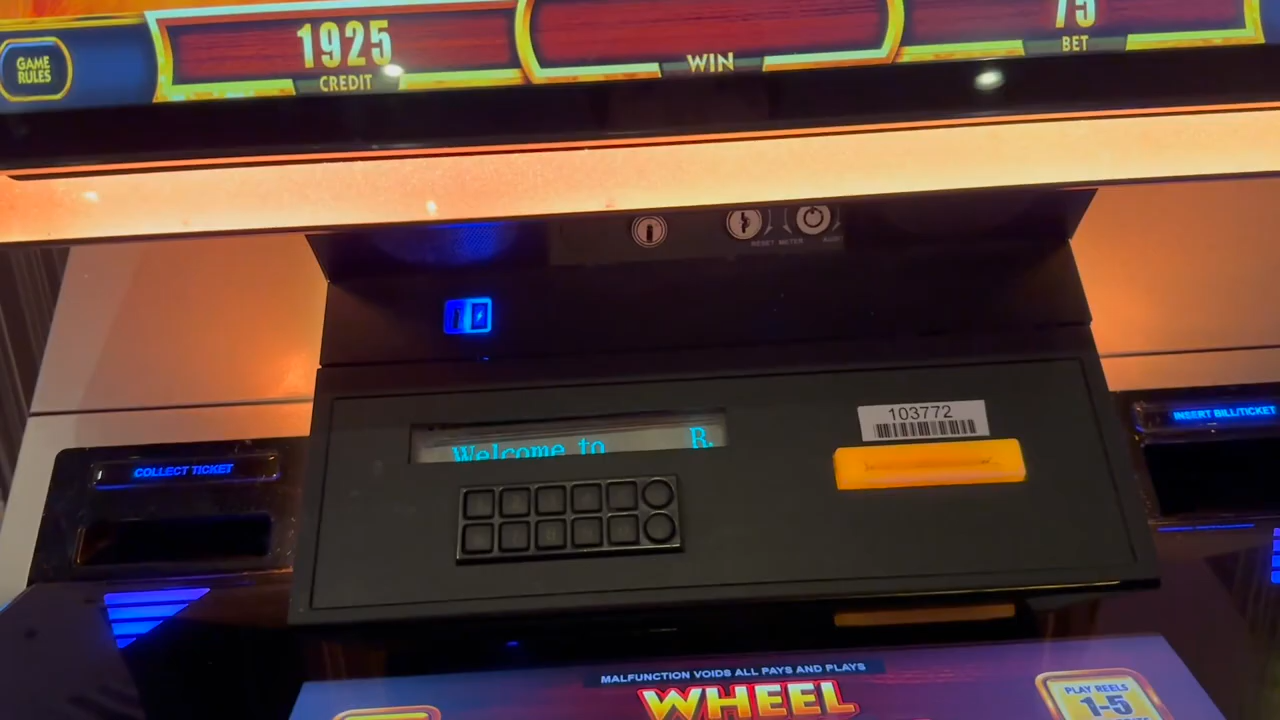 GAME
RULES
1925
CREDIT
WIN
75
BET
RESET METER AUDIT
103772
COLLECT TICKET
INSERT BILL/TICKET
Welcome to R.
MALFUNCTION VOIDS ALL PAYS AND PLAYS
WHEEL
PLAY REELS
1-5